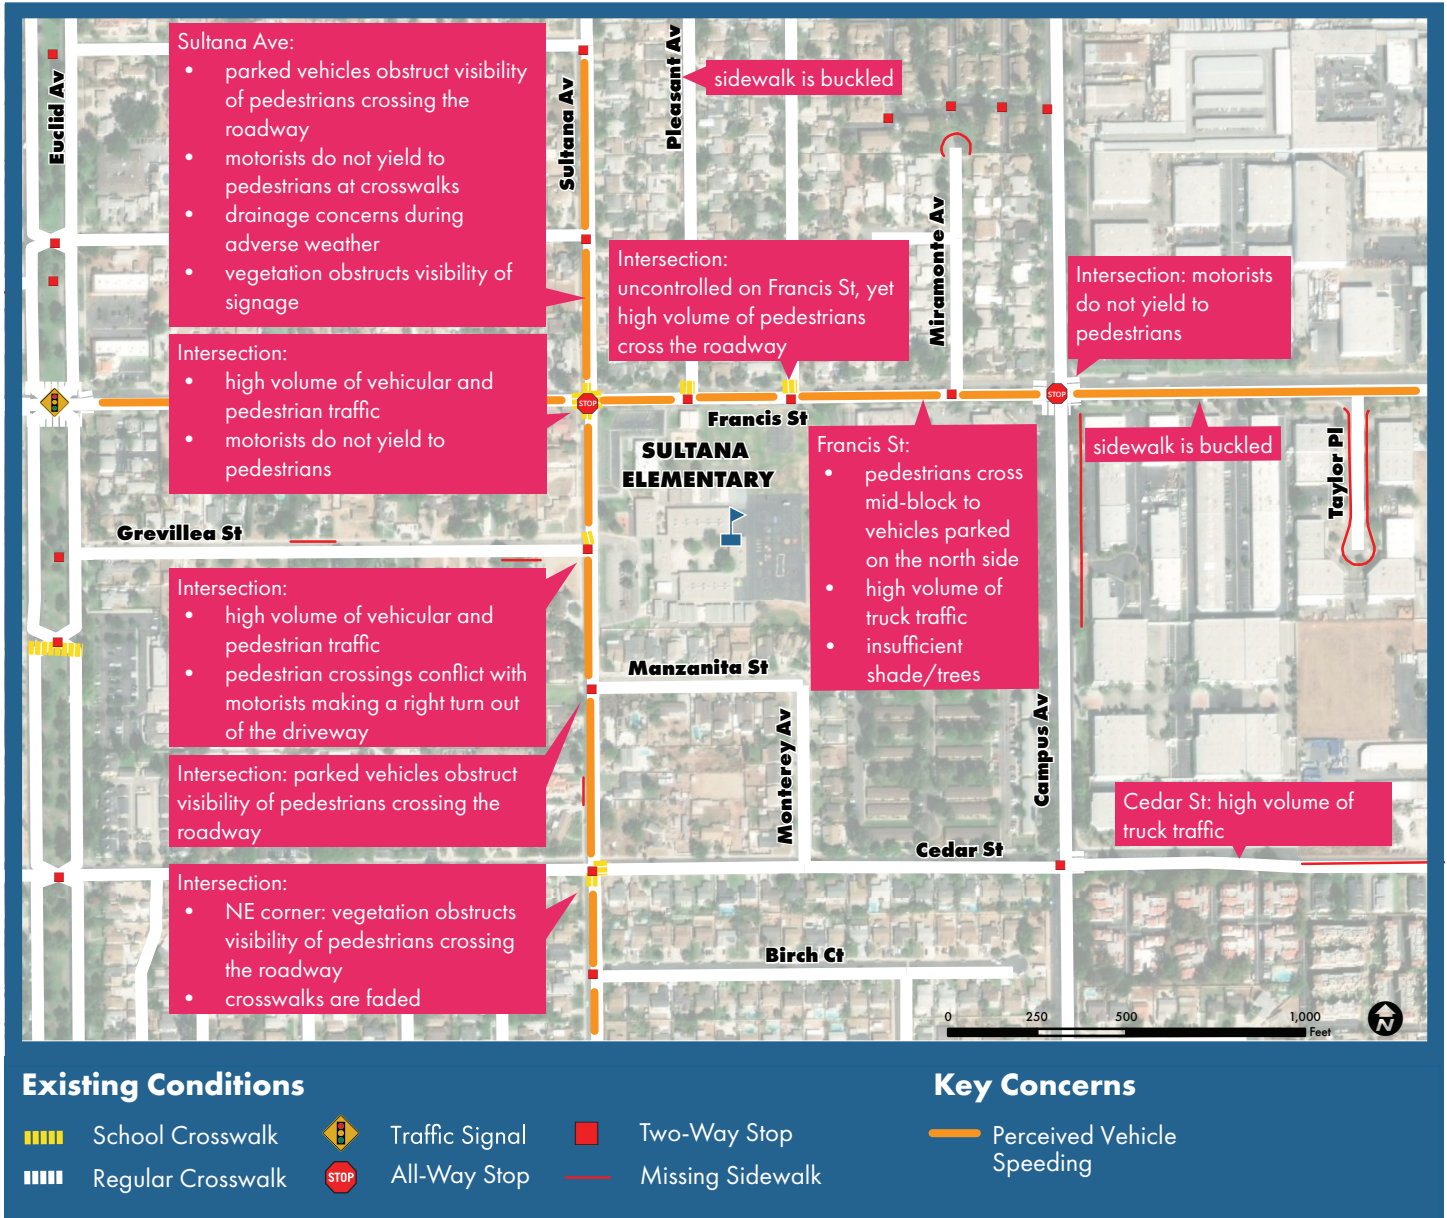 Sultana Ave:
• parked vehicles obstruct visibility
of pedestrians crossing the
roadway
• motorists do not yield to
pedestrians at crosswalks
• drainage concerns during
adverse weather
• vegetation obstructs visibility of
signage
Euclid Av
Sultana Av
Pleasant Av
sidewalk is buckled
Miramonte Av
Intersection:
uncontrolled on Francis St, yet
high volume of pedestrians
cross the roadway
Intersection: motorists
do not yield to
pedestrians
Intersection:
• high volume of vehicular and
pedestrian traffic
• motorists do not yield to
pedestrians
STOP
STOP
Francis St
SULTANA
ELEMENTARY
Francis St:
• pedestrians cross
mid-block to
vehicles parked
on the north side
• high volume of
truck traffic
• insufficient
shade/trees
sidewalk is buckled
Taylor Pl
Grevillea St
Intersection:
• high volume of vehicular and
pedestrian traffic
• pedestrian crossings conflict with
motorists making a right turn out
of the driveway
Manzanita St
Monterey Av
Campus Av
Intersection: parked vehicles obstruct
visibility of pedestrians crossing the
roadway
Cedar St: high volume of
truck traffic
Cedar St
Intersection:
• NE corner: vegetation obstructs
visibility of pedestrians crossing
the roadway
• crosswalks are faded
Birch Ct
0 250 500 1,000
Feet
N
Existing Conditions
School Crosswalk
Traffic Signal
Two-Way Stop
Regular Crosswalk
STOP
All-Way Stop
Missing Sidewalk
Key Concerns
Perceived Vehicle
Speeding